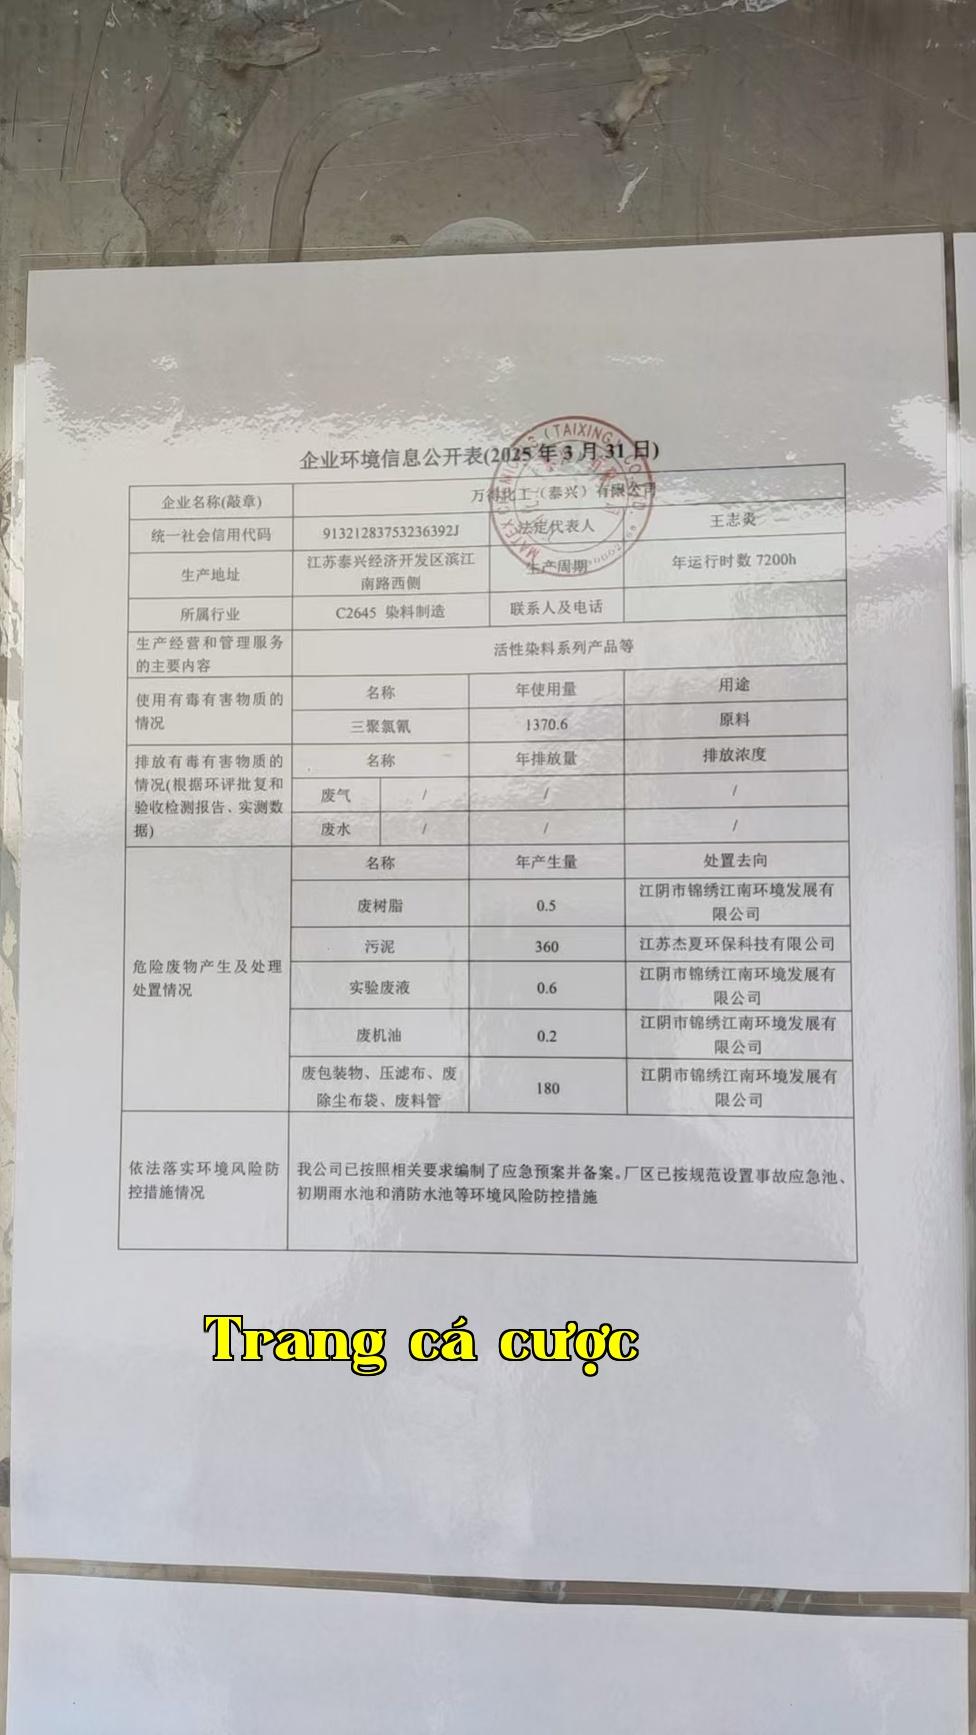 企业环境信息公开表(2025年3月31日)
企业名称(敲章) 万得化工（泰兴）有限公司
统一社会信用代码 91321283753236392J 法定代表人 王志炎
生产地址 江苏泰兴经济开发区滨江
南路西侧 生产周期 年运行时数 7200h
所属行业 C2645 染料制造 联系人及电话
生产经营和管理服务
的主要内容 活性染料系列产品等
使用有毒有害物质的
情况 名称 年使用量 用途
三聚氯氰 1370.6 原料
排放有毒有害物质的
情况(根据环评批复和
验收检测报告、实测数
据) 名称 年排放量 排放浓度
废气 / / /
废水 / / /
危险废物产生及处理
处置情况 名称 年产生量 处置去向
废树脂 0.5 江阴市锦绣江南环境发展有
限公司
污泥 360 江苏杰夏环保科技有限公司
实验废液 0.6 江阴市锦绣江南环境发展有
限公司
废机油 0.2 江阴市锦绣江南环境发展有
限公司
废包装物、压滤布、废
除尘布袋、废料管 180 江阴市锦绣江南环境发展有
限公司
依法落实环境风险防
控措施情况 我公司已按照相关要求编制了应急预案并备案。厂区已按规范设置事故应急池、
初期雨水池和消防水池等环境风险防控措施
(TAIXING) CO., LTD.
MATEX CHEMICALS
Trang cá cược